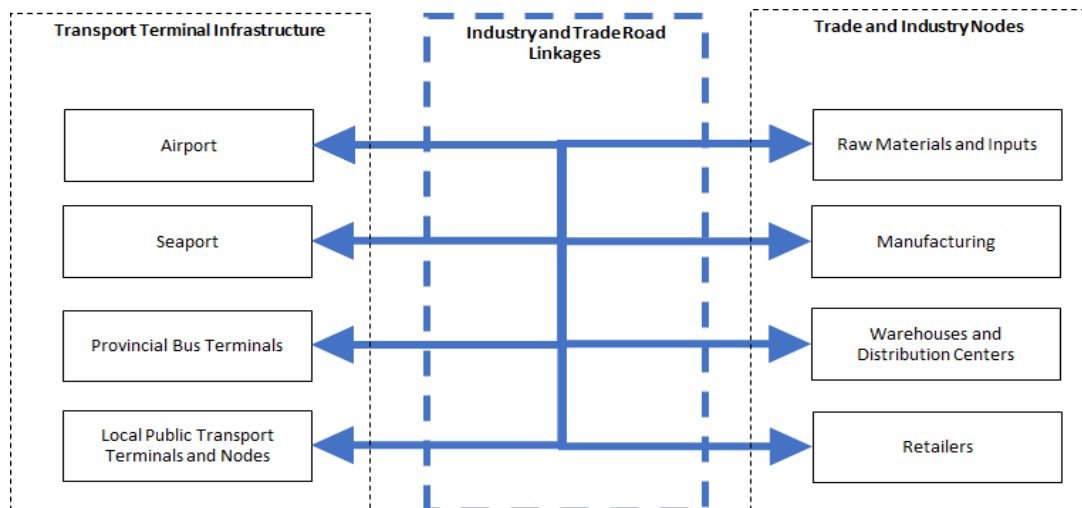 Transport Terminal Infrastructure
Industry and Trade Road
Linkages
Trade and Industry Nodes
Airport
Seaport
Provincial Bus Terminals
Local Public Transport
Terminals and Nodes
Raw Materials and Inputs
Manufacturing
Warehouses and
Distribution Centers
Retailers